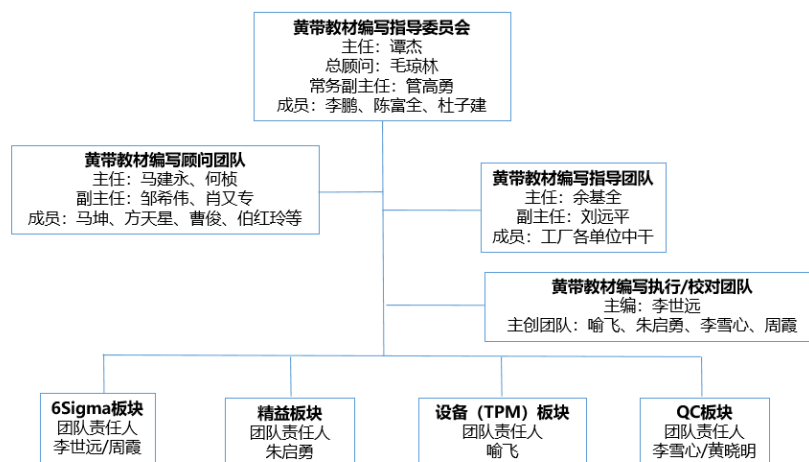 黄带教材编写指导委员会
主任：谭杰
总顾问：毛琼林
常务副主任：管高勇
成员：李鹏、陈富全、杜子建
黄带教材编写顾问团队
主任：马建永、何桢
副主任：邹希伟、肖又专
成员：马坤、方天星、曹俊、伯红玲等
黄带教材编写指导团队
主任：余基全
副主任：刘远平
成员：工厂各单位中干
黄带教材编写执行/校对团队
主编：李世远
主创团队：喻飞、朱启勇、李雪心、周霞
6Sigma板块
团队责任人
李世远/周霞
精益板块
团队责任人
朱启勇
设备（TPM）板块
团队责任人
喻飞
QC板块
团队责任人
李雪心/黄晓明